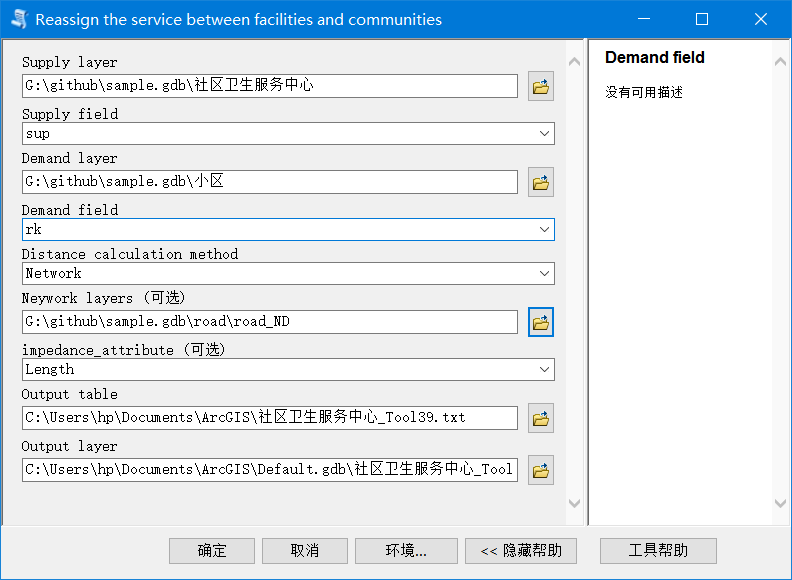 Reassign the service between facilities and communities
Supply layer
G:\github\sample.gdb\社区卫生服务中心
Supply field
sup
Demand layer
G:\github\sample.gdb\小区
Demand field
rk
Distance calculation method
Network
Neywork layers (可选)
G:\github\sample.gdb\road\road_ND
impedance_attribute (可选)
Length
Output table
C:\Users\hp\Documents\ArcGIS\社区卫生服务中心_Tool39.txt
Output layer
C:\Users\hp\Documents\ArcGIS\Default.gdb\社区卫生服务中心_Tool
Demand field
没有可用描述
确定
取消
环境...
<< 隐藏帮助
工具帮助